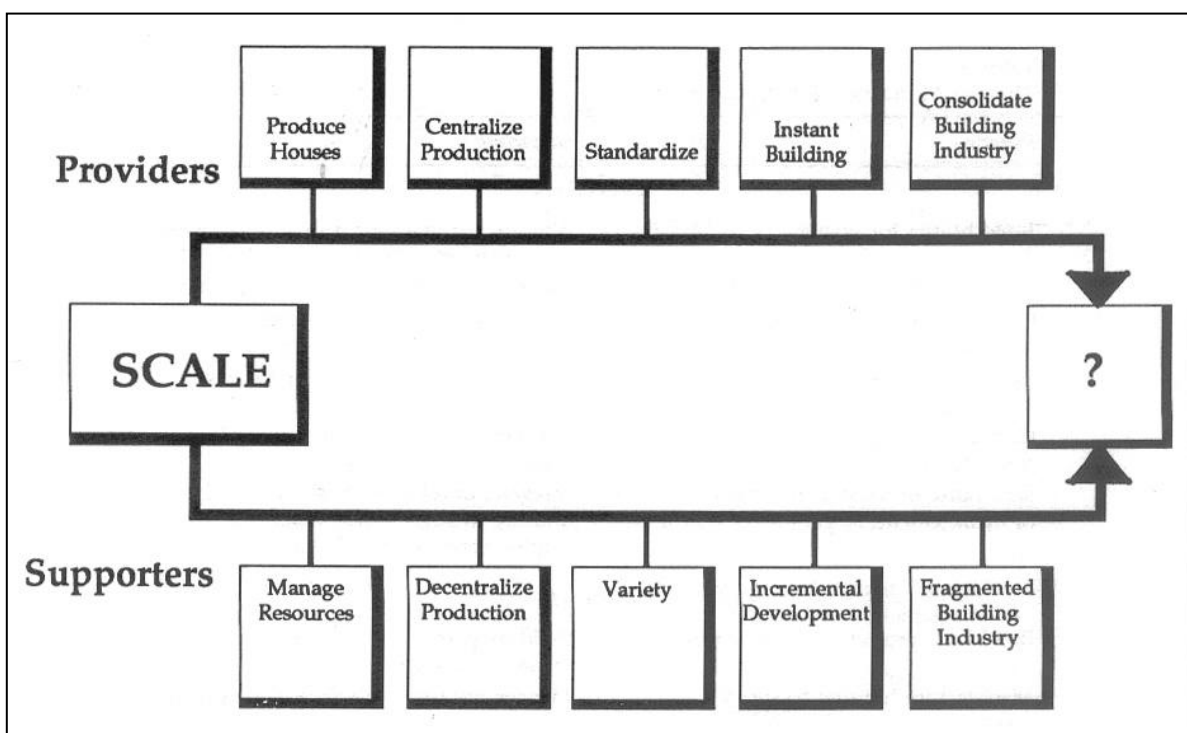 Produce
Houses
Centralize
Production
Standardize
Instant
Building
Consolidate
Building
Industry
Providers
SCALE
?
Supporters
Manage
Resources
Decentralize
Production
Variety
Incremental
Development
Fragmented
Building
Industry